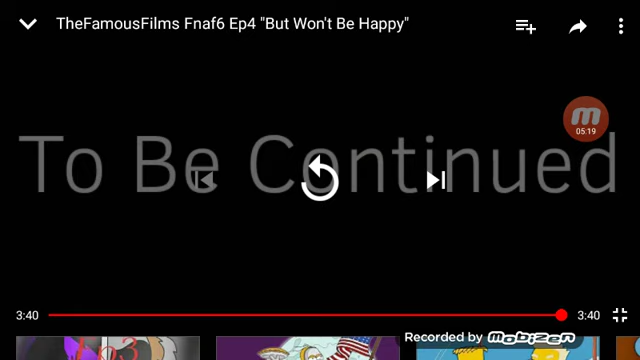 TheFamousFilms Fnaf6 Ep4 "But Won't Be Happy"
05:19
To Be Continued
3:40
3:40
Recorded by
mobizen